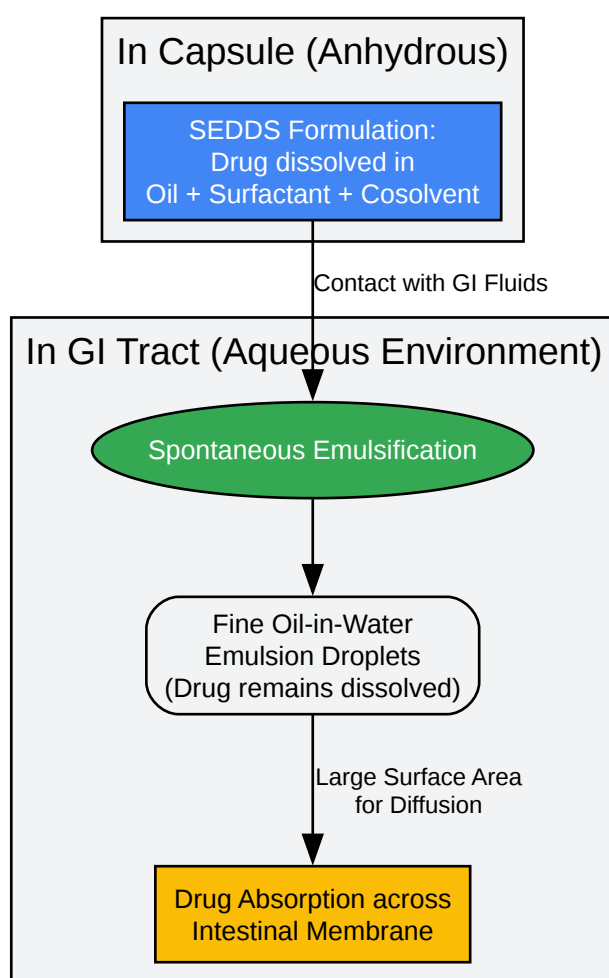 In Capsule (Anhydrous)
SEDDS Formulation:
Drug dissolved in
Oil + Surfactant + Cosolvent
Contact with GI Fluids
In GI Tract (Aqueous Environment)
Spontaneous Emulsification
Fine Oil-in-Water
Emulsion Droplets
(Drug remains dissolved)
Large Surface Area
for Diffusion
Drug Absorption across
Intestinal Membrane